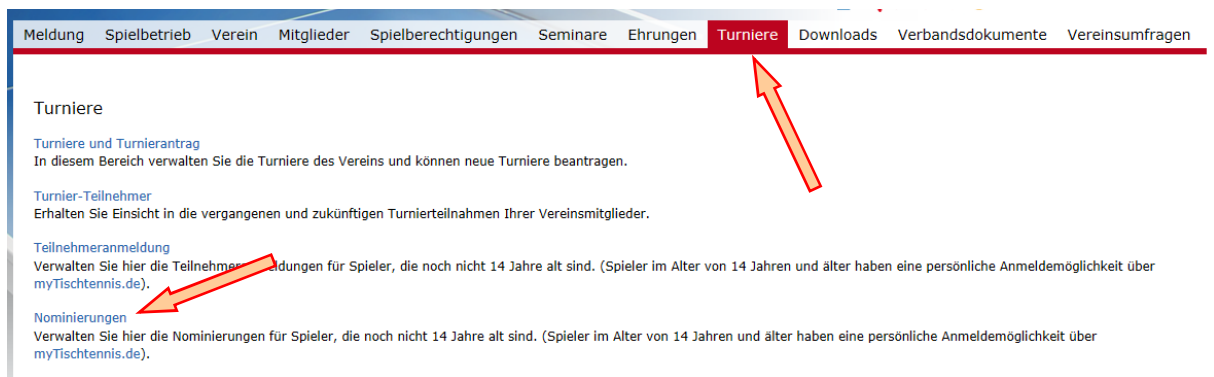 Meldung Spielbetrieb Verein Mitglieder Spielberechtigungen Seminare Ehrungen Turniere Downloads Verbandsdokumente Vereinsumfragen
Turniere
Turniere und Turnierantrag
In diesem Bereich verwalten Sie die Turniere des Vereins und können neue Turniere beantragen.
Turnier-Teilnehmer
Erhalten Sie Einsicht in die vergangenen und zukünftigen Turnierteilnahmen Ihrer Vereinsmitglieder.
Teilnehmeranmeldung
Verwalten Sie hier die Teilnehmeranmeldungen für Spieler, die noch nicht 14 Jahre alt sind. (Spieler im Alter von 14 Jahren und älter haben eine persönliche Anmeldemöglichkeit über
myTischtennis.de).
Nominierungen
Verwalten Sie hier die Nominierungen für Spieler, die noch nicht 14 Jahre alt sind. (Spieler im Alter von 14 Jahren und älter haben eine persönliche Anmeldemöglichkeit über
myTischtennis.de).